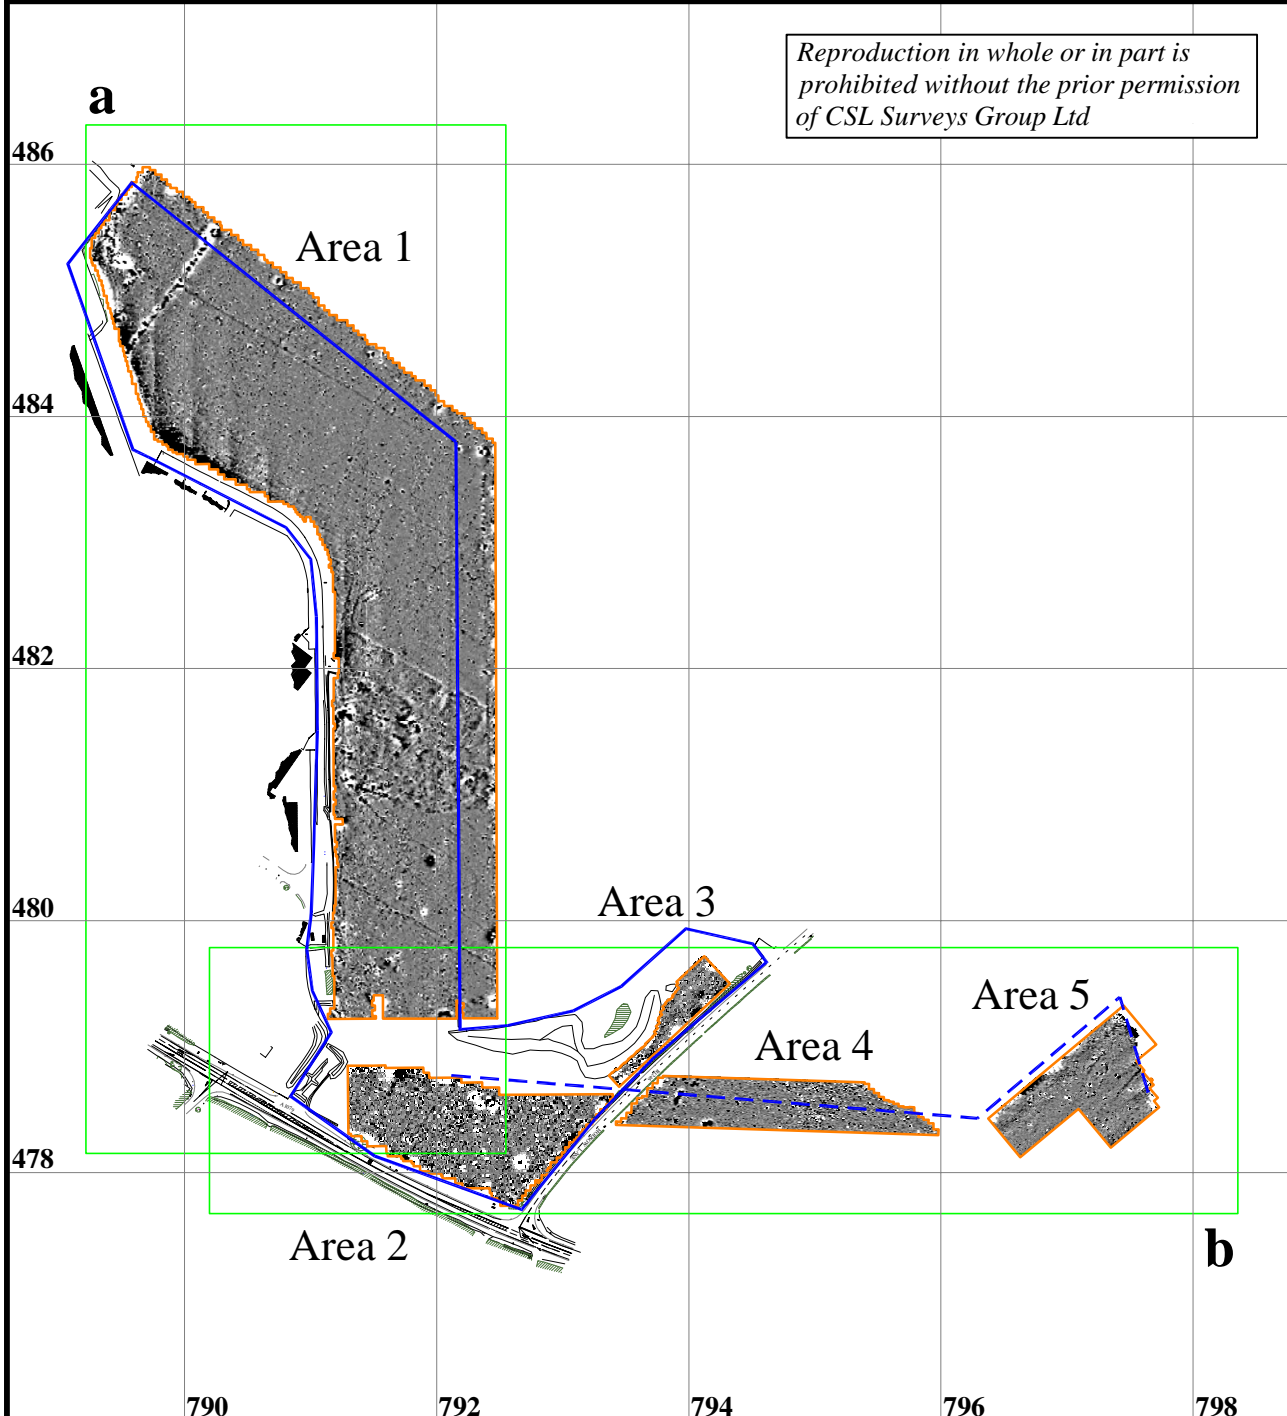 Reproduction in whole or in part is
prohibited without the prior permission
of CSL Surveys Group Ltd
a
486
Area 1
484
482
480
Area 3
Area 5
Area 4
478
Area 2
b
790
792
794
796
798